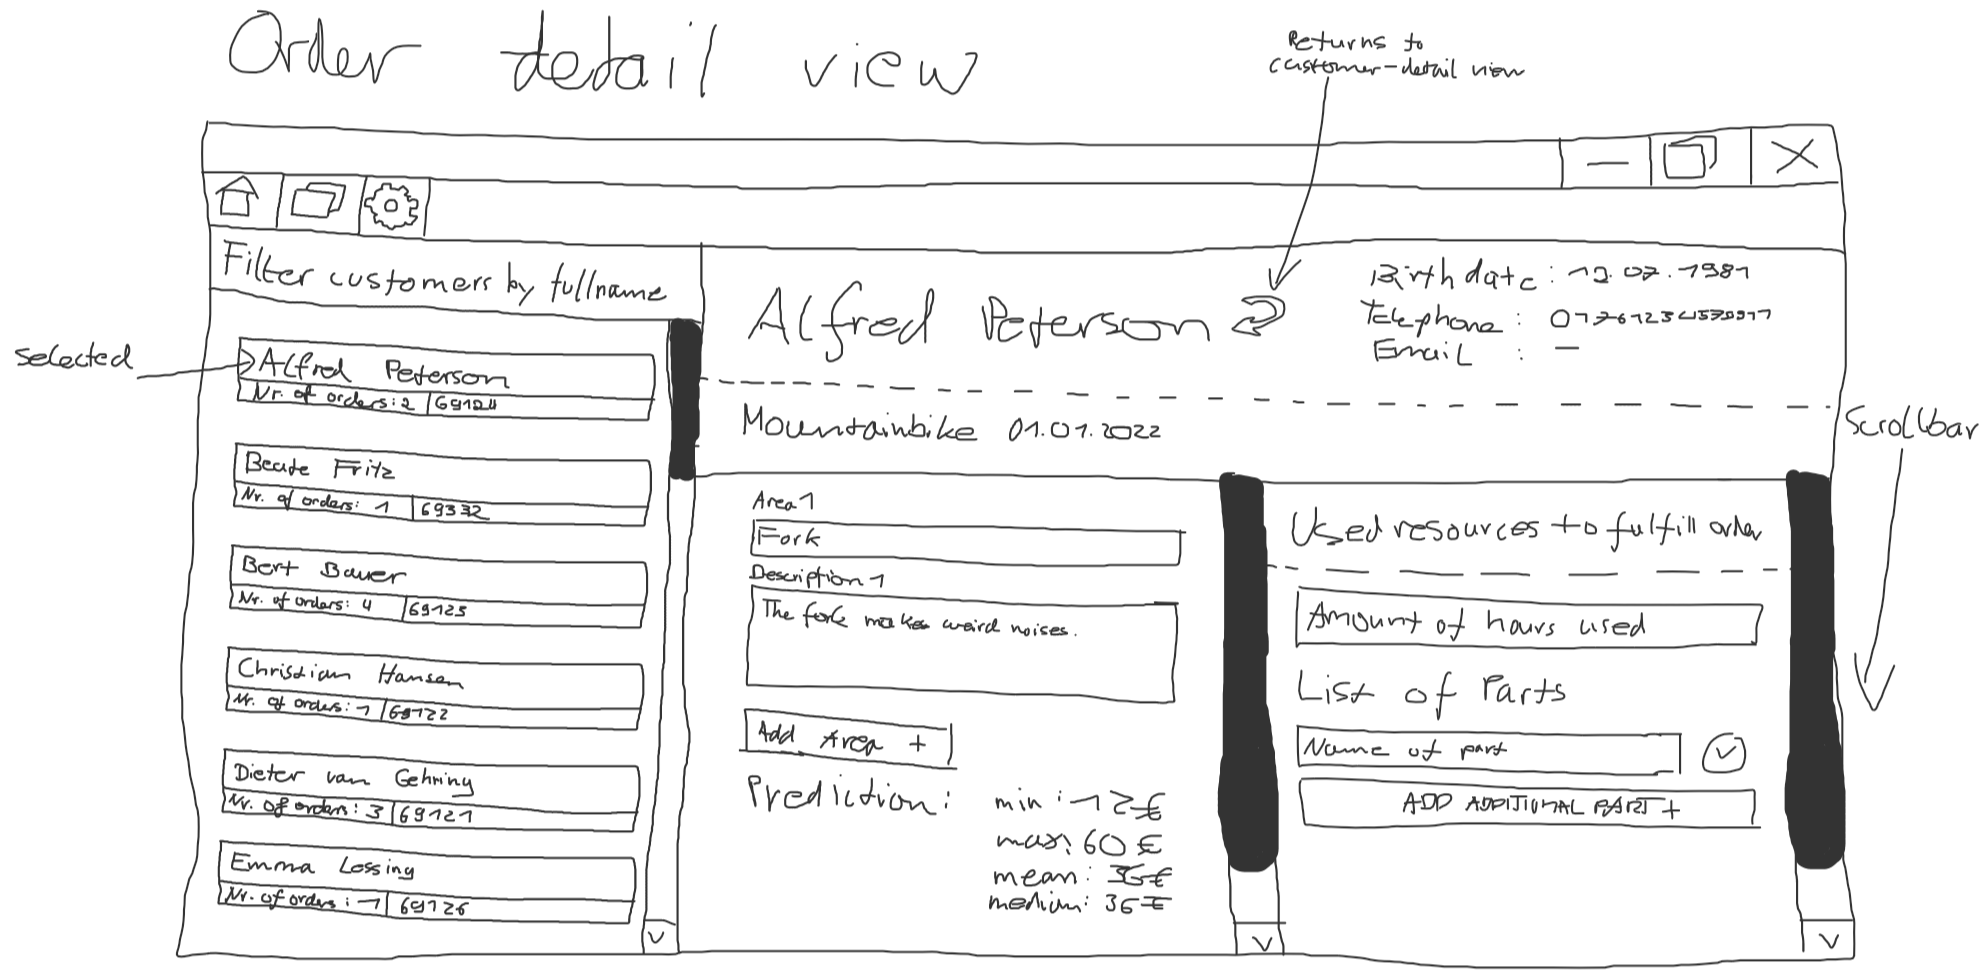 Order detail view
Returns to
customer-detail view
Filter customers by fullname
selected
Alfred Peterson
Nr. of orders: 2 69124
Beate Fritz
Nr. of orders: 1 69332
Bert Bauer
Nr. of orders: 4 69123
Christian Hansen
Nr. of orders: 1 69122
Dieter van Gehring
Nr. of orders: 3 69121
Emma Lossing
Nr. of orders: 1 69126
Alfred Peterson
Birthdate: 12.07.1981
Telephone:
Email : –
Mountainbike 01.01.2022
Scrollbar
Area 1
Fork
Description 1
The fork makes weird noises.
Add Area +
Prediction: min: 12€
max: 60€
mean: 36€
medium: 36€
Used resources to fulfill order
Amount of hours used
List of Parts
Name of part
ADD ADDITIONAL PART +